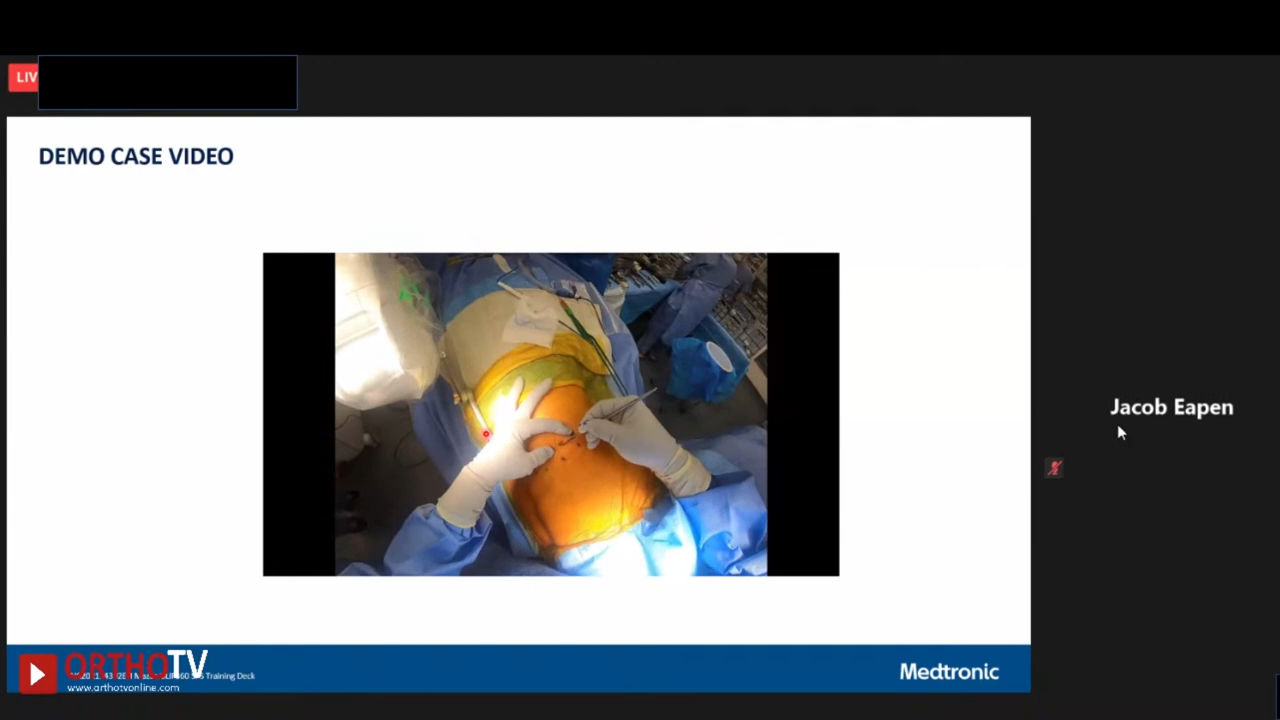 LIV
DEMO CASE VIDEO
Jacob Eapen
ORTHOTV
Training Deck
www.orthotvonline.com
Medtronic